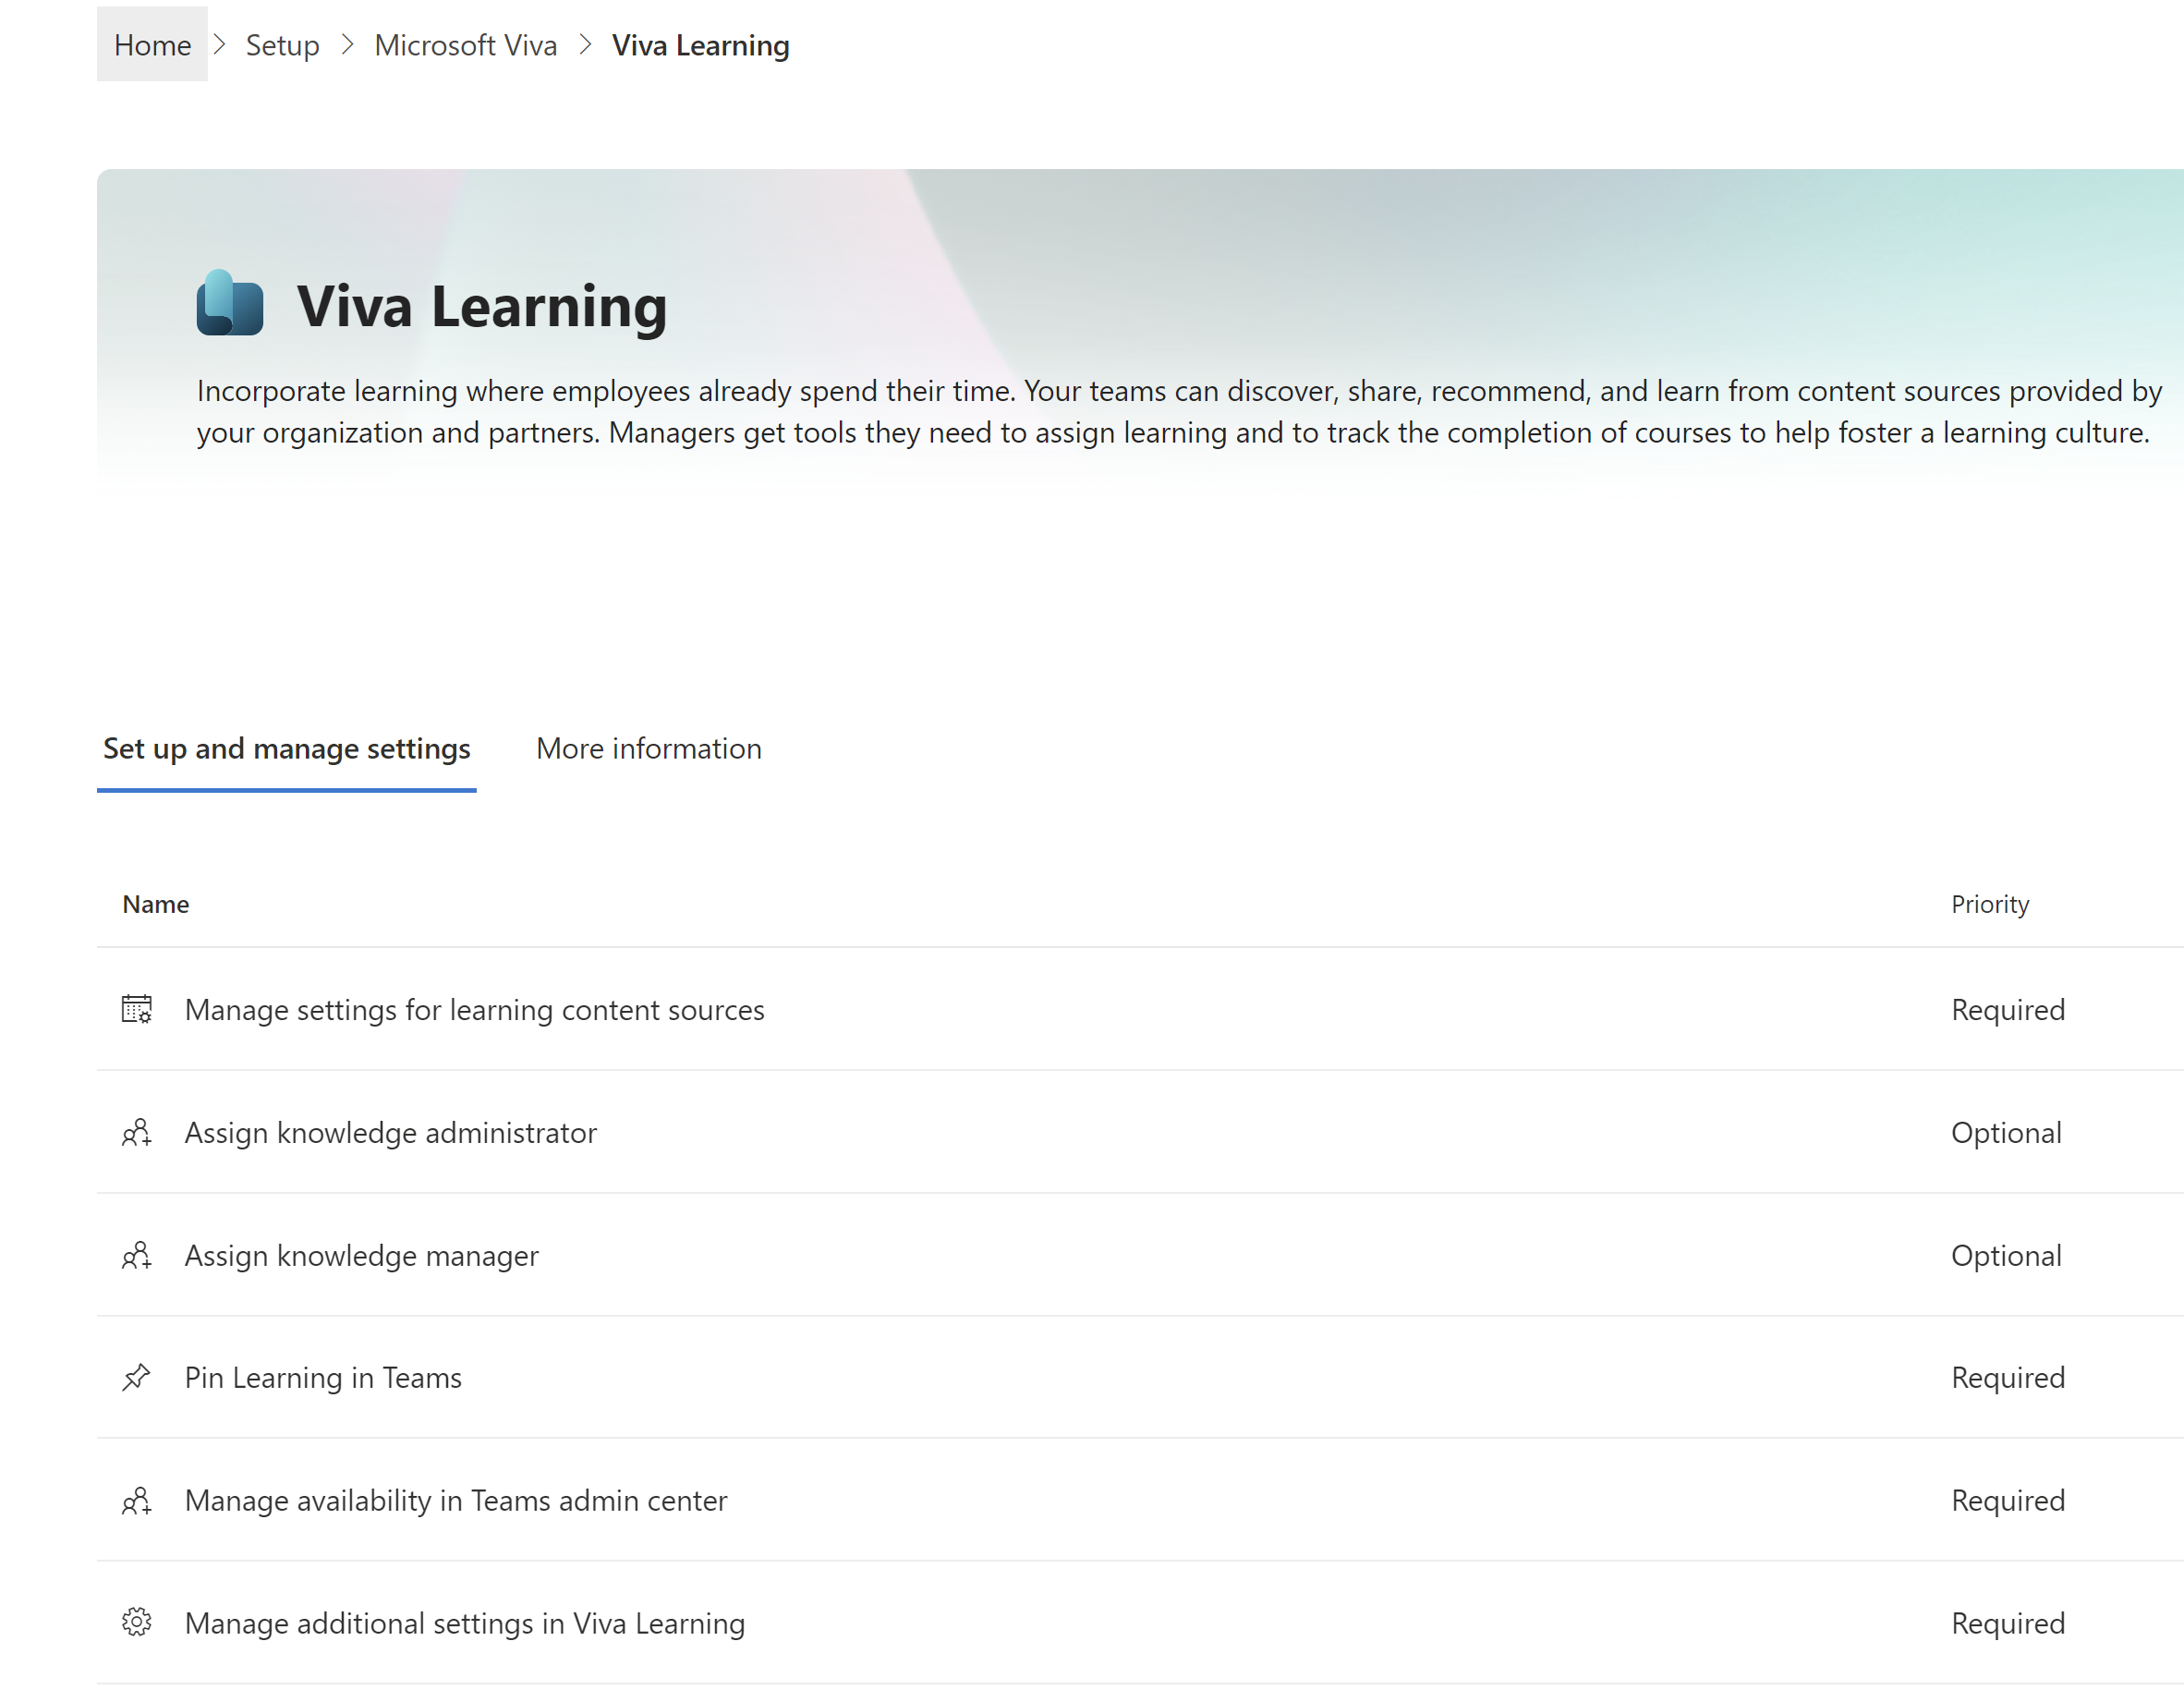 Home > Setup > Microsoft Viva > Viva Learning
Viva Learning
Incorporate learning where employees already spend their time. Your teams can discover, share, recommend, and learn from content sources provided by
your organization and partners. Managers get tools they need to assign learning and to track the completion of courses to help foster a learning culture.
Set up and manage settings More information
Name Priority
Manage settings for learning content sources Required
Assign knowledge administrator Optional
Assign knowledge manager Optional
Pin Learning in Teams Required
Manage availability in Teams admin center Required
Manage additional settings in Viva Learning Required